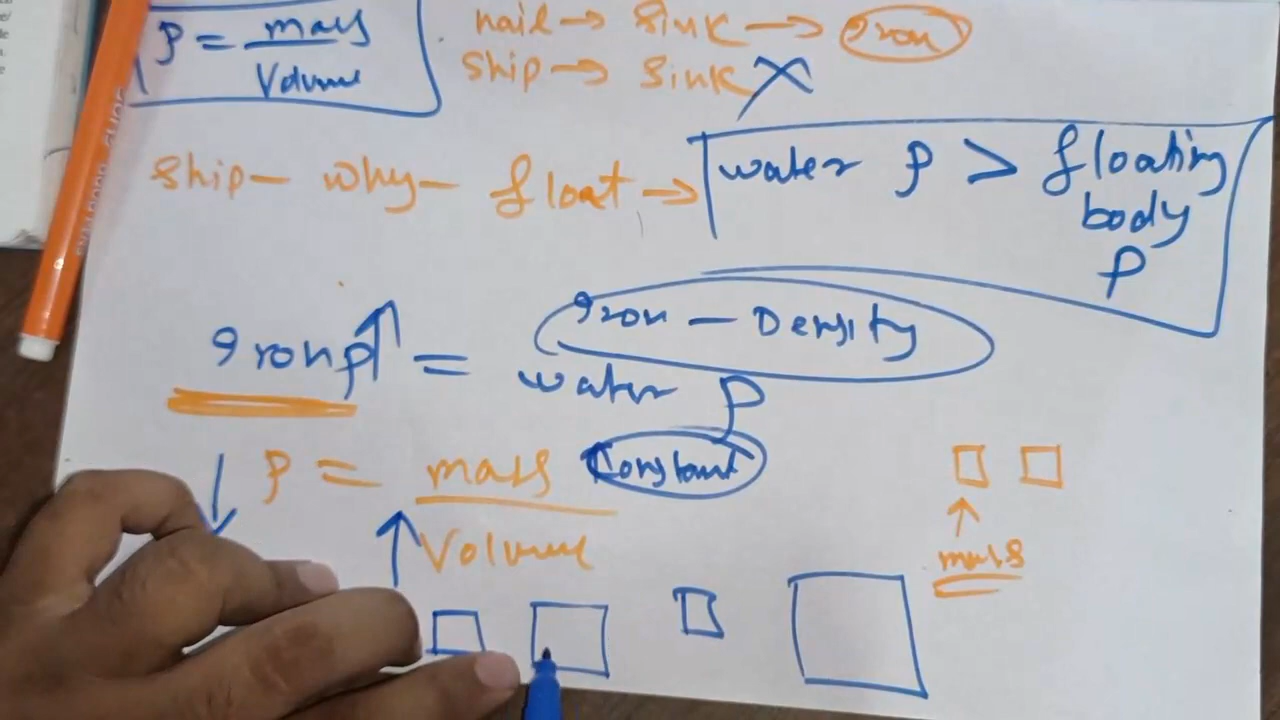 ρ = mass
Volume
nail → sink → Iron
ship → sink ✗
ship – why – float →
water ρ > floating
body
ρ
Iron ρ↑ = Iron – Density
water ρ
↓ ρ = mass Constant
↑ Volume
mass